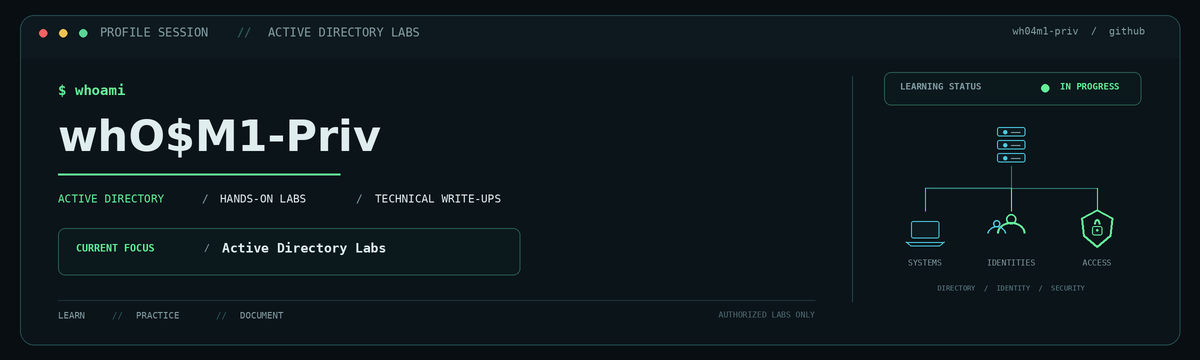 PROFILE SESSION // ACTIVE DIRECTORY LABS
wh04m1-priv / github
$ whoami
whO$M1-Priv
ACTIVE DIRECTORY / HANDS-ON LABS / TECHNICAL WRITE-UPS
CURRENT FOCUS / Active Directory Labs
LEARN // PRACTICE // DOCUMENT
AUTHORIZED LABS ONLY
LEARNING STATUS IN PROGRESS
SYSTEMS IDENTITIES ACCESS
DIRECTORY / IDENTITY / SECURITY